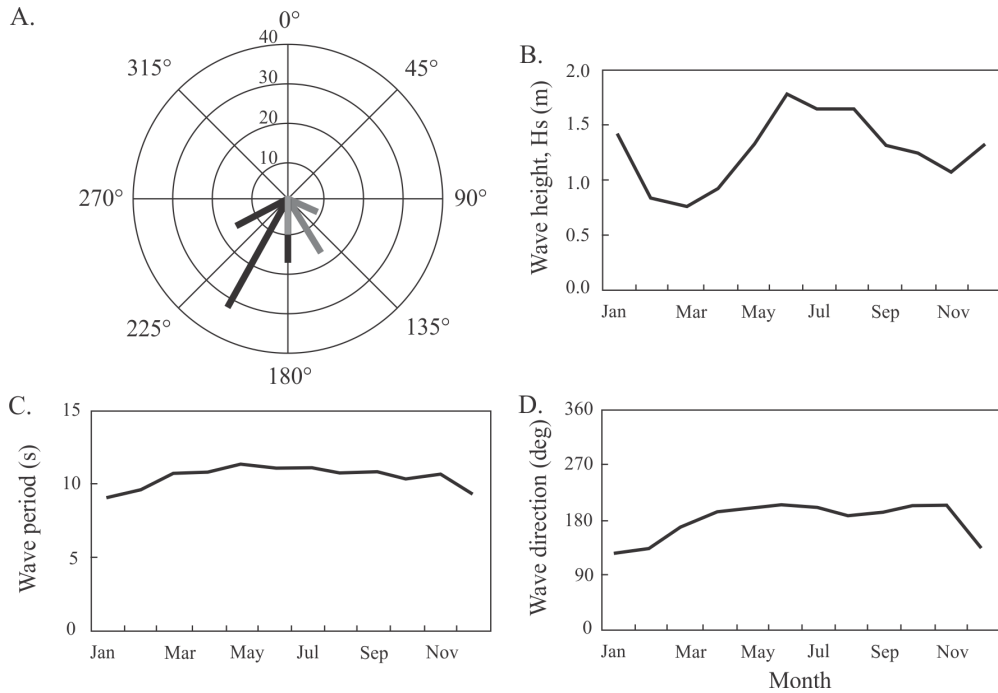 A.
0°
40
315°
45°
30
20
10
270°
90°
225°
135°
180°
B.
Wave height, Hs (m)
2.0
1.5
1.0
0.5
0.0
Jan Mar May Jul Sep Nov
C.
Wave period (s)
15
10
5
0
Jan Mar May Jul Sep Nov
D.
Wave direction (deg)
360
270
180
90
0
Jan Mar May Jul Sep Nov
Month